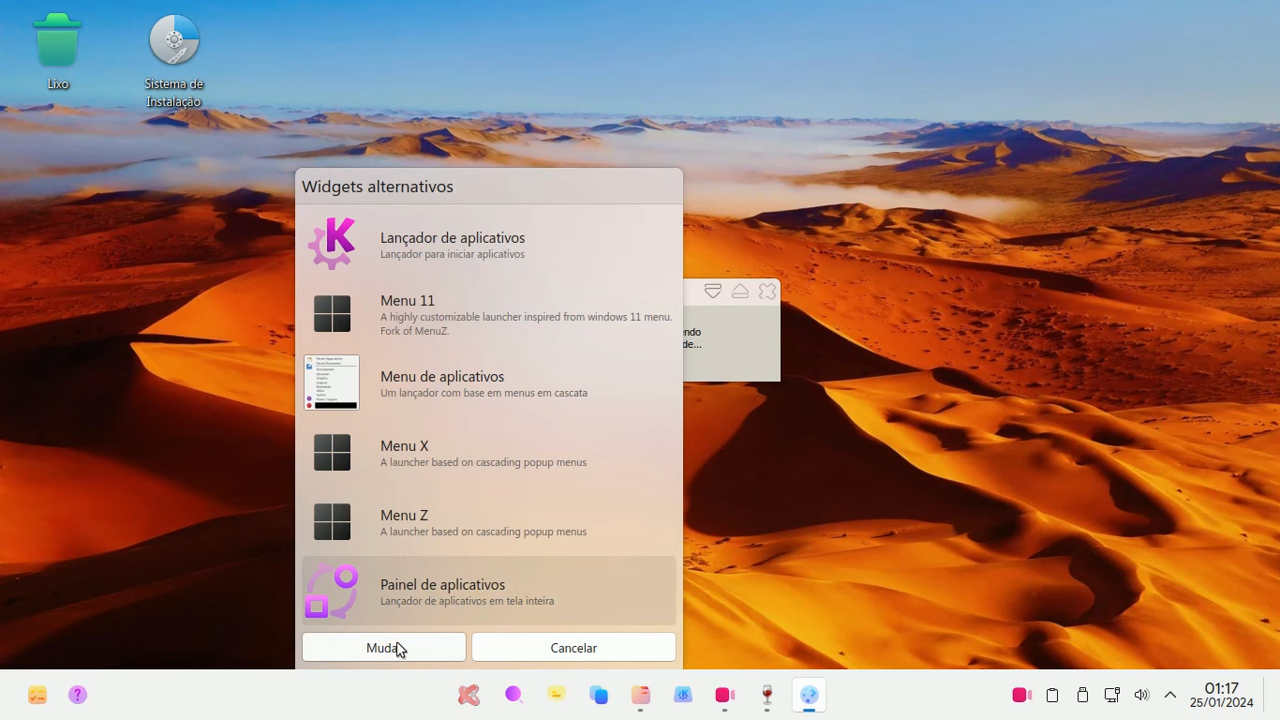 Lixo
Sistema de
Instalação
Widgets alternativos
Lançador de aplicativos
Lançador para iniciar aplicativos
Menu 11
A highly customizable launcher inspired from windows 11 menu.
Fork of MenuZ.
Menu de aplicativos
Um lançador com base em menus em cascata
Menu X
A launcher based on cascading popup menus
Menu Z
A launcher based on cascading popup menus
Painel de aplicativos
Lançador de aplicativos em tela inteira
Muda
Cancelar
endo
de...
01:17
25/01/2024